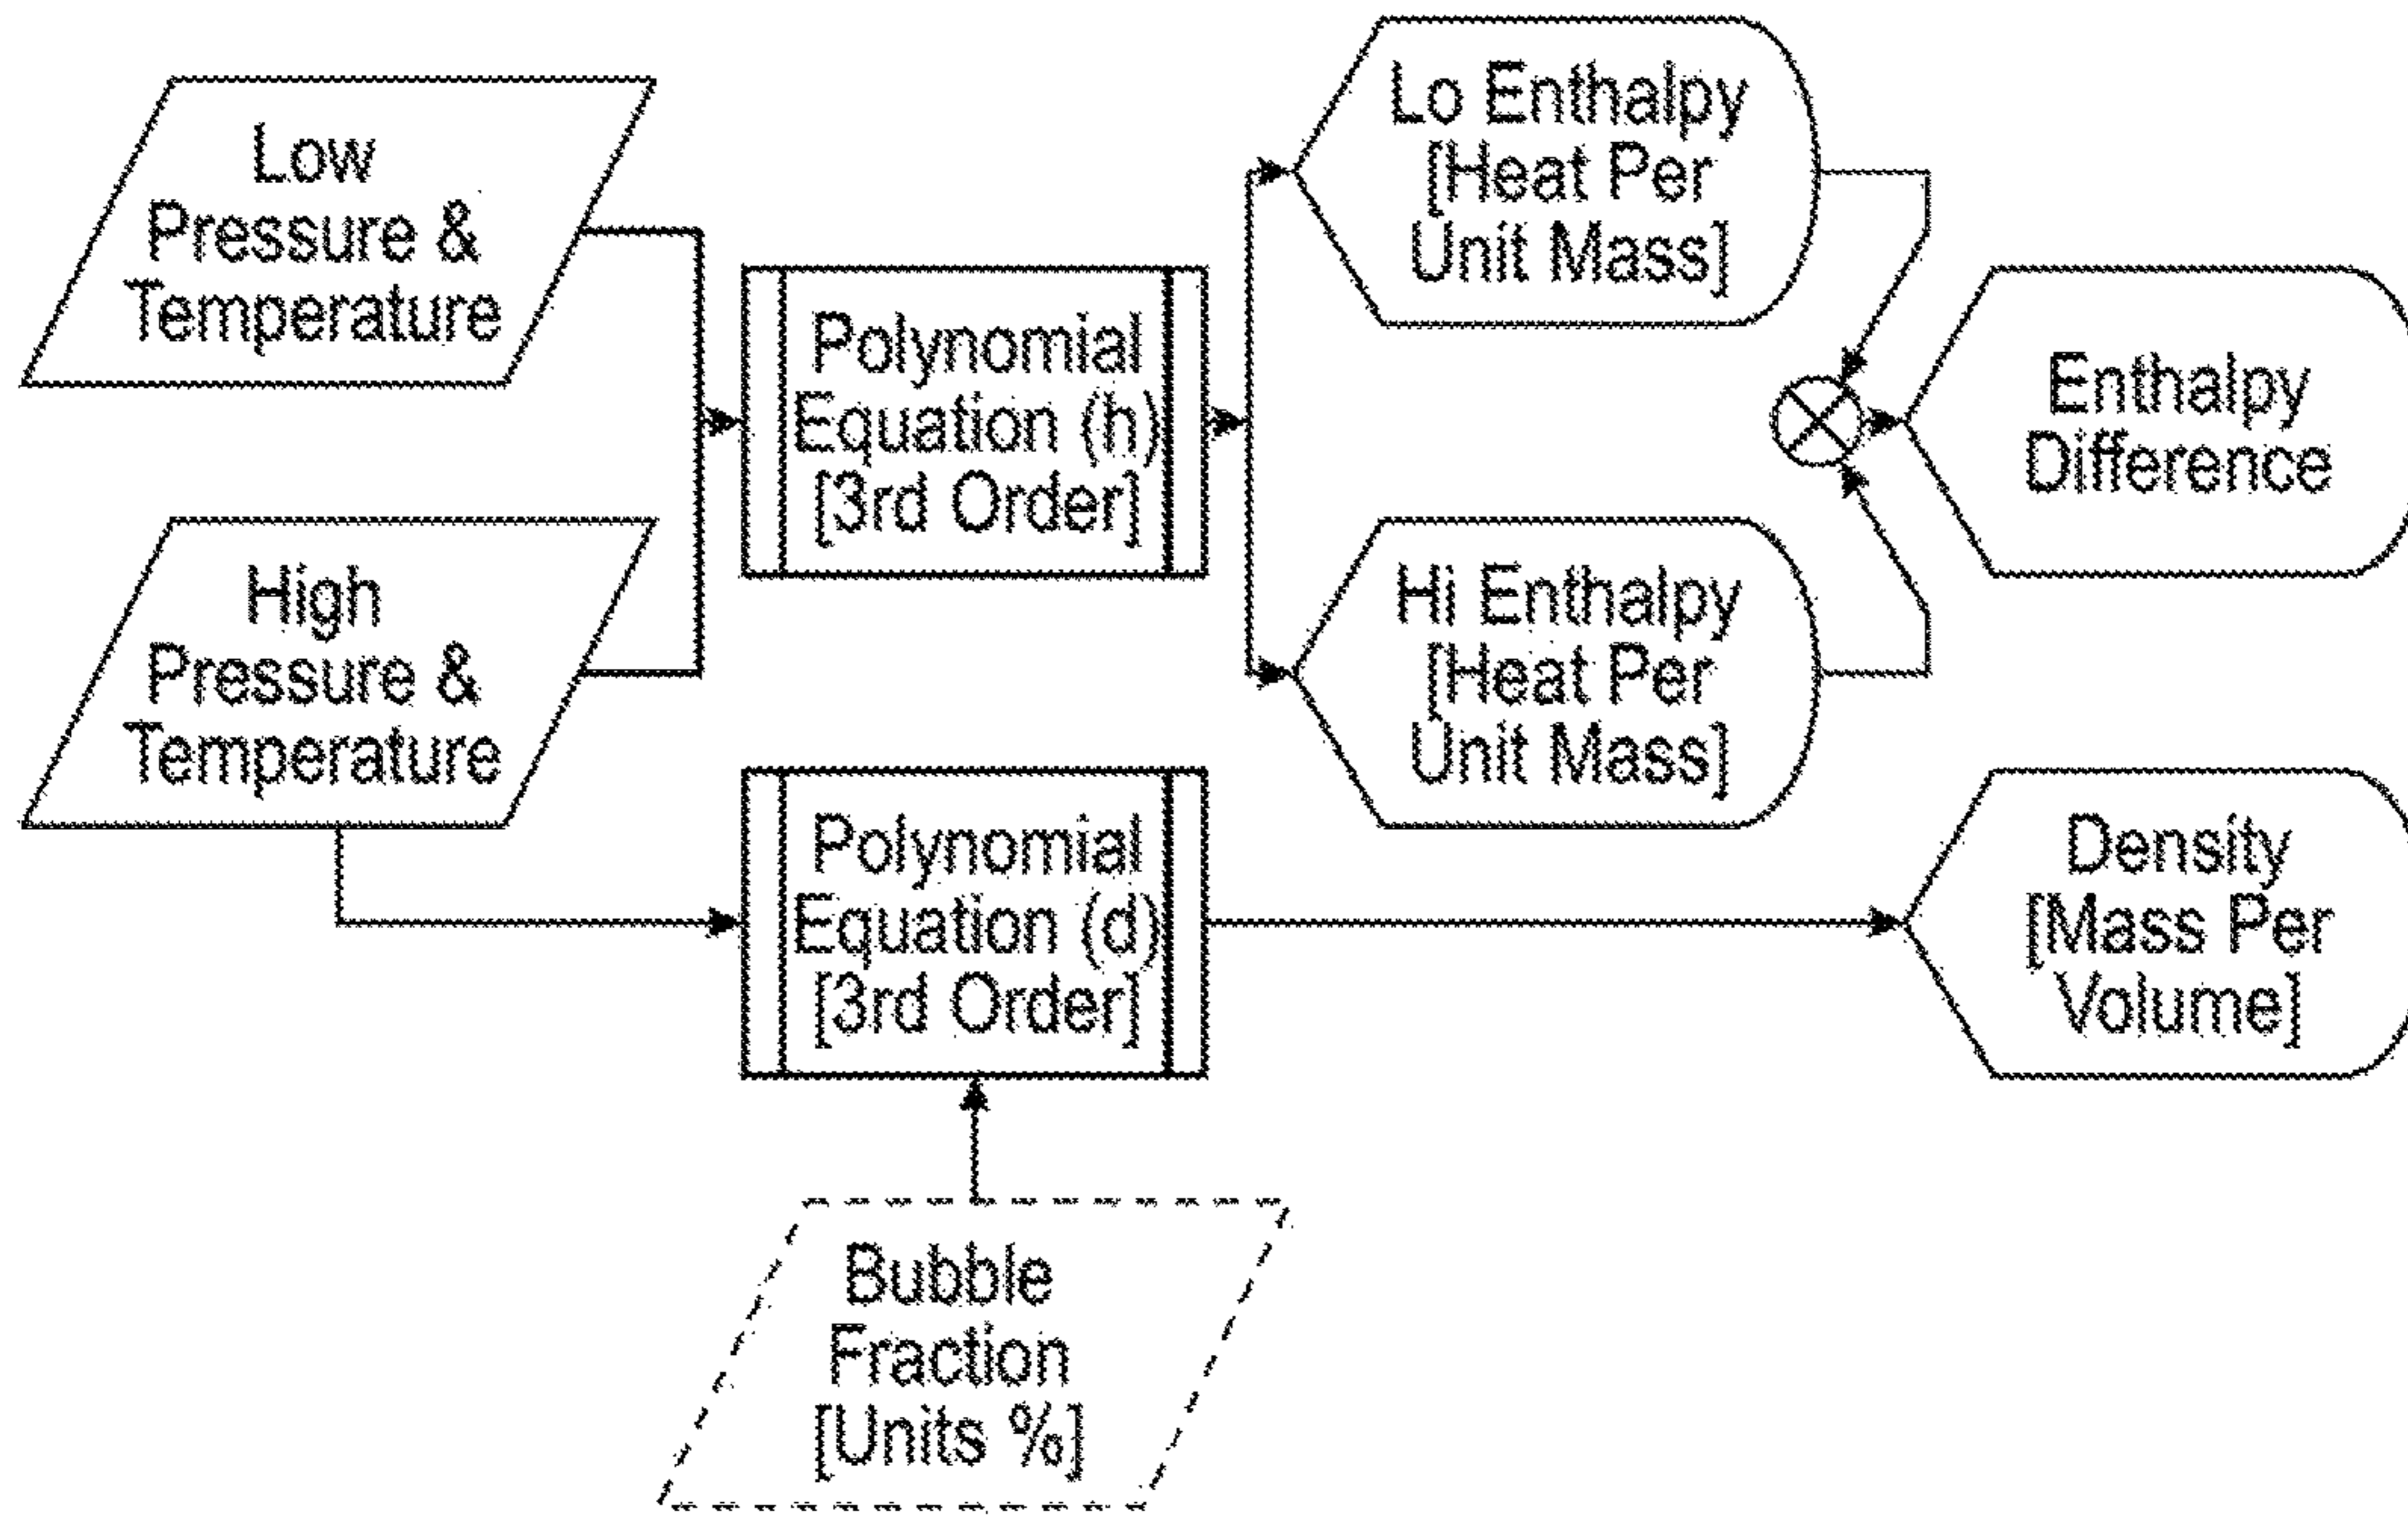 Low
Pressure &
Temperature
Lo Enthalpy
[Heat Per
Unit Mass]
Polynomial
Equation (h)
[3rd Order]
Enthalpy
Difference
High
Pressure &
Temperature
Hi Enthalpy
[Heat Per
Unit Mass]
Polynomial
Equation (d)
[3rd Order]
Density
[Mass Per
Volume]
Bubble
Fraction
[Units %]